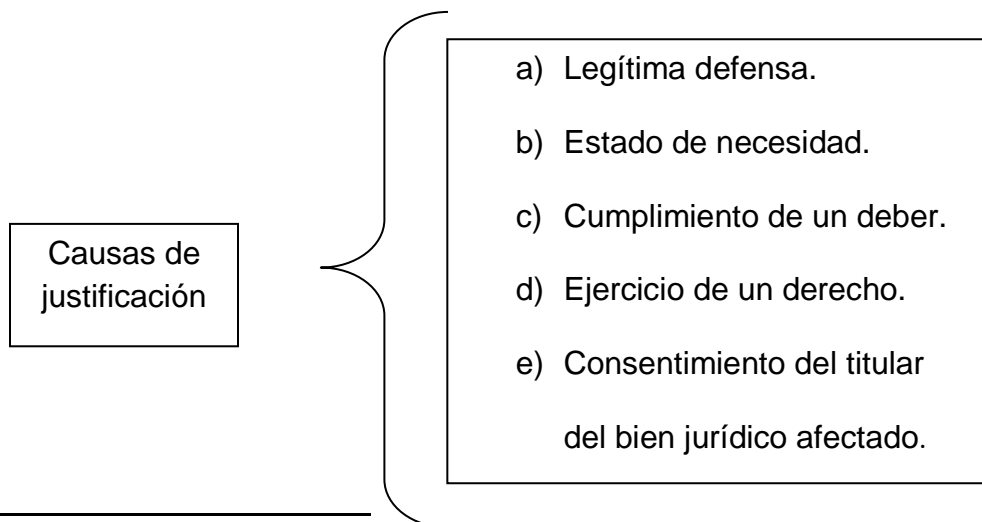 Causas de
justificación
a) Legítima defensa.
b) Estado de necesidad.
c) Cumplimiento de un deber.
d) Ejercicio de un derecho.
e) Consentimiento del titular
del bien jurídico afectado.